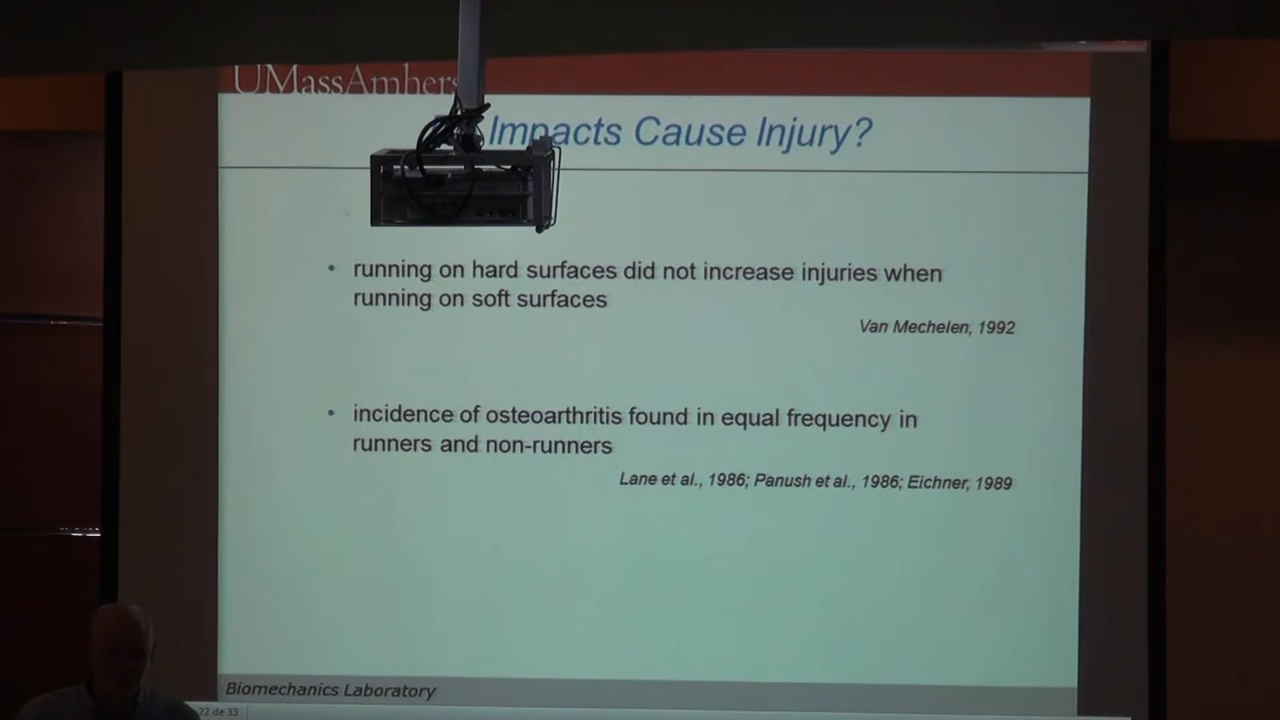 UMassAmhers
Impacts Cause Injury?
• running on hard surfaces did not increase injuries when
running on soft surfaces
Van Mechelen, 1992
• incidence of osteoarthritis found in equal frequency in
runners and non-runners
Lane et al., 1986; Panush et al., 1986; Eichner, 1989
Biomechanics Laboratory
22 de 33